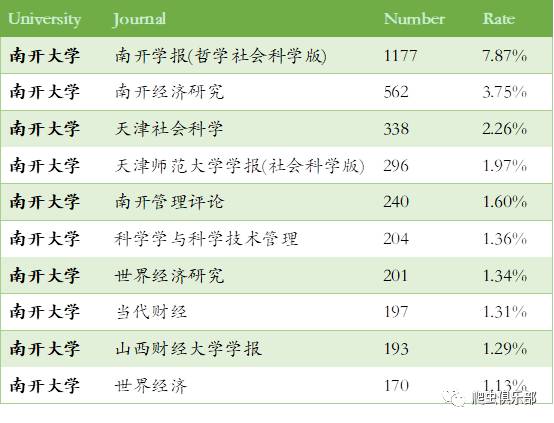 University Journal Number Rate
南开大学 南开学报(哲学社会科学版) 1177 7.87%
南开大学 南开经济研究 562 3.75%
南开大学 天津社会科学 338 2.26%
南开大学 天津师范大学学报(社会科学版) 296 1.97%
南开大学 南开管理评论 240 1.60%
南开大学 科学学与科学技术管理 204 1.36%
南开大学 世界经济研究 201 1.34%
南开大学 当代财经 197 1.31%
南开大学 山西财经大学学报 193 1.29%
南开大学 世界经济 170 1.13%
爬虫俱乐部